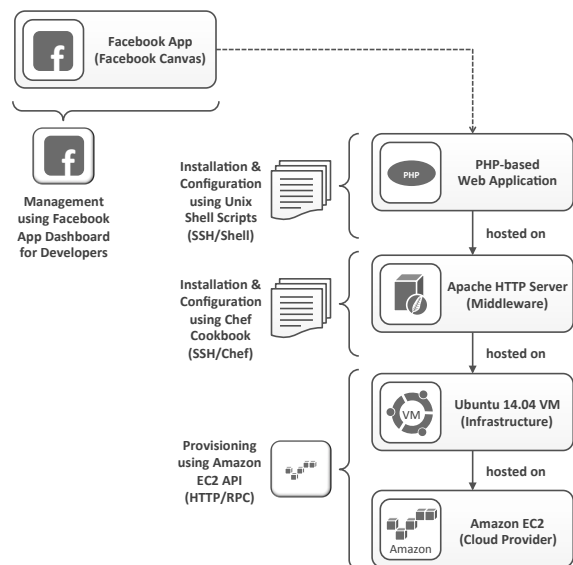 Facebook App
(Facebook Canvas)
Management
using Facebook
App Dashboard
for Developers
Installation &
Configuration
using Unix
Shell Scripts
(SSH/Shell)
PHP
PHP-based
Web Application
hosted on
Installation &
Configuration
using Chef
Cookbook
(SSH/Chef)
Apache HTTP Server
(Middleware)
hosted on
VM
Ubuntu 14.04 VM
(Infrastructure)
Provisioning
using Amazon
EC2 API
(HTTP/RPC)
hosted on
Amazon
Amazon EC2
(Cloud Provider)